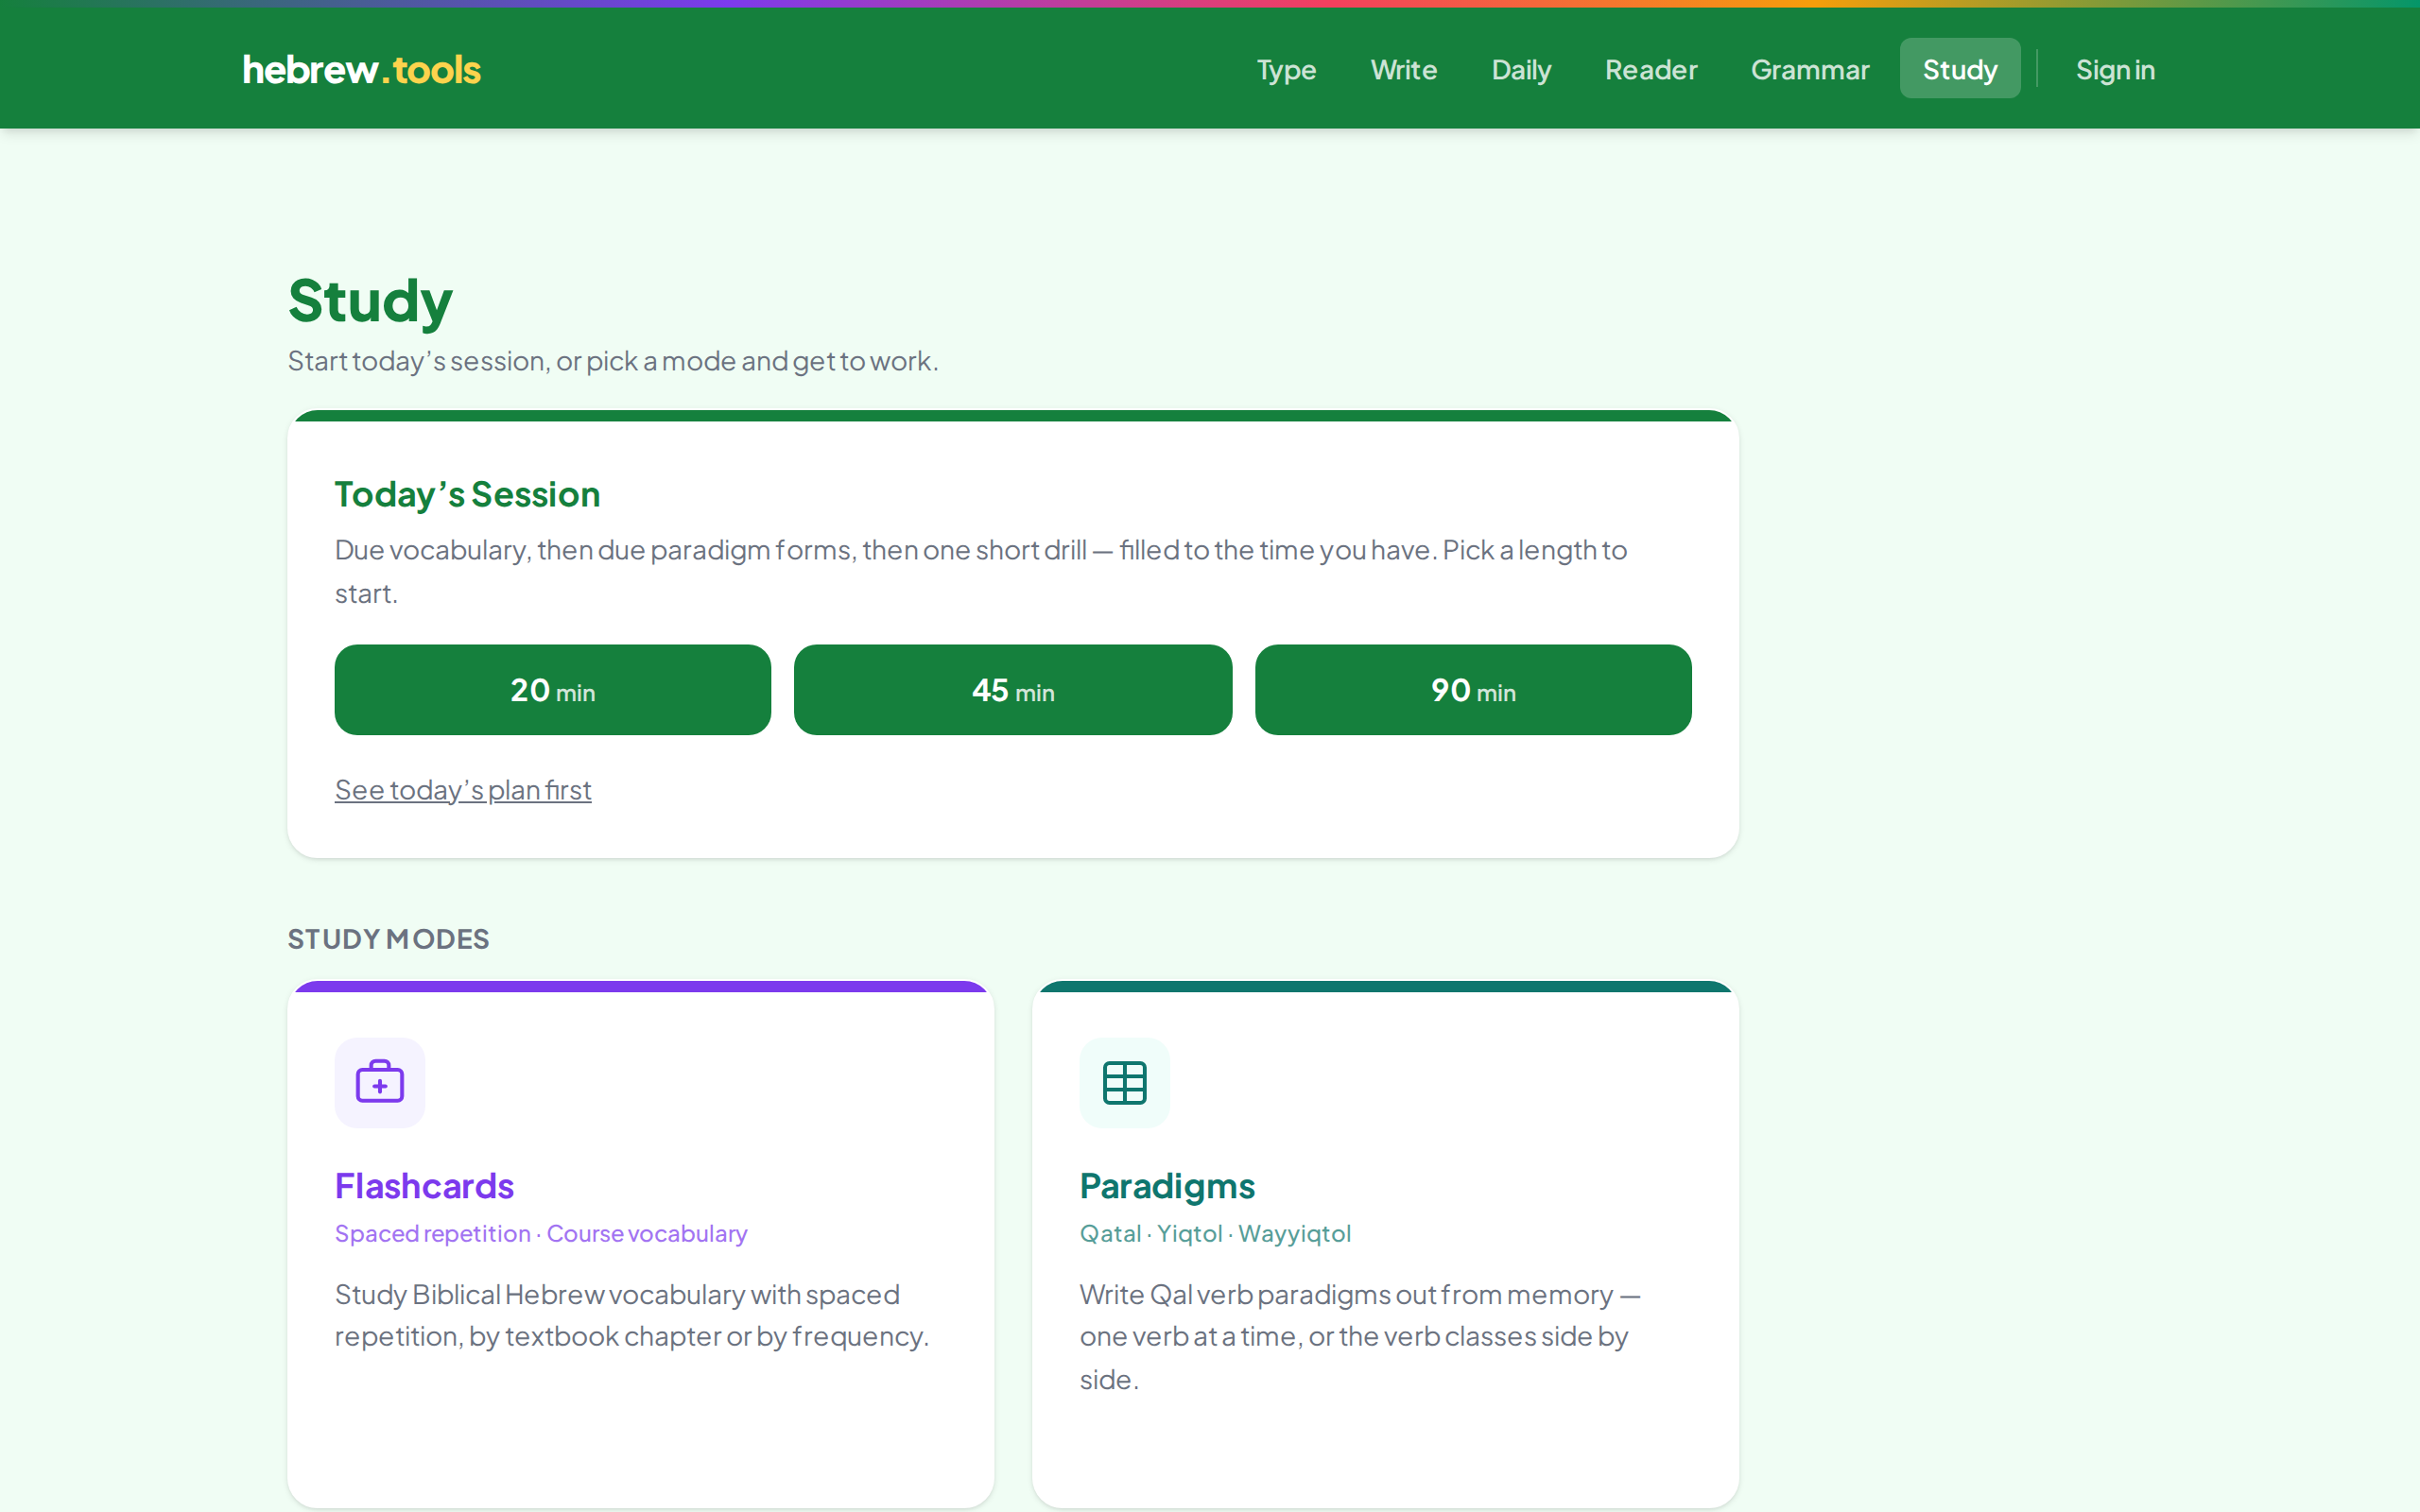 hebrew.tools
Type Write Daily Reader Grammar Study Sign in
Study
Start today’s session, or pick a mode and get to work.
Today’s Session
Due vocabulary, then due paradigm forms, then one short drill — filled to the time you have. Pick a length to
start.
20 min 45 min 90 min
See today’s plan first
STUDY MODES
Flashcards
Spaced repetition · Course vocabulary
Study Biblical Hebrew vocabulary with spaced
repetition, by textbook chapter or by frequency.
Paradigms
Qatal · Yiqtol · Wayyiqtol
Write Qal verb paradigms out from memory —
one verb at a time, or the verb classes side by
side.